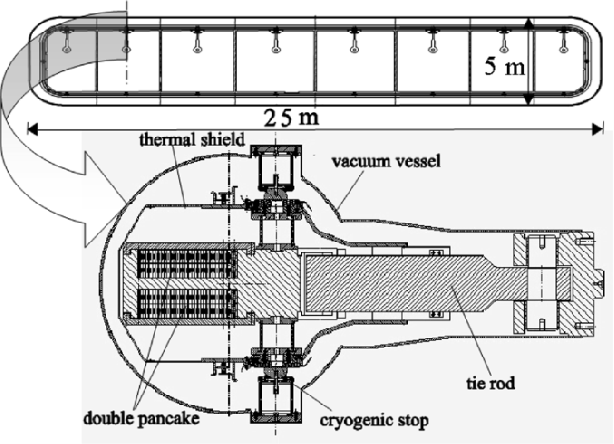 5 m
25 m
thermal shield
vacuum vessel
tie rod
double pancake
cryogenic stop